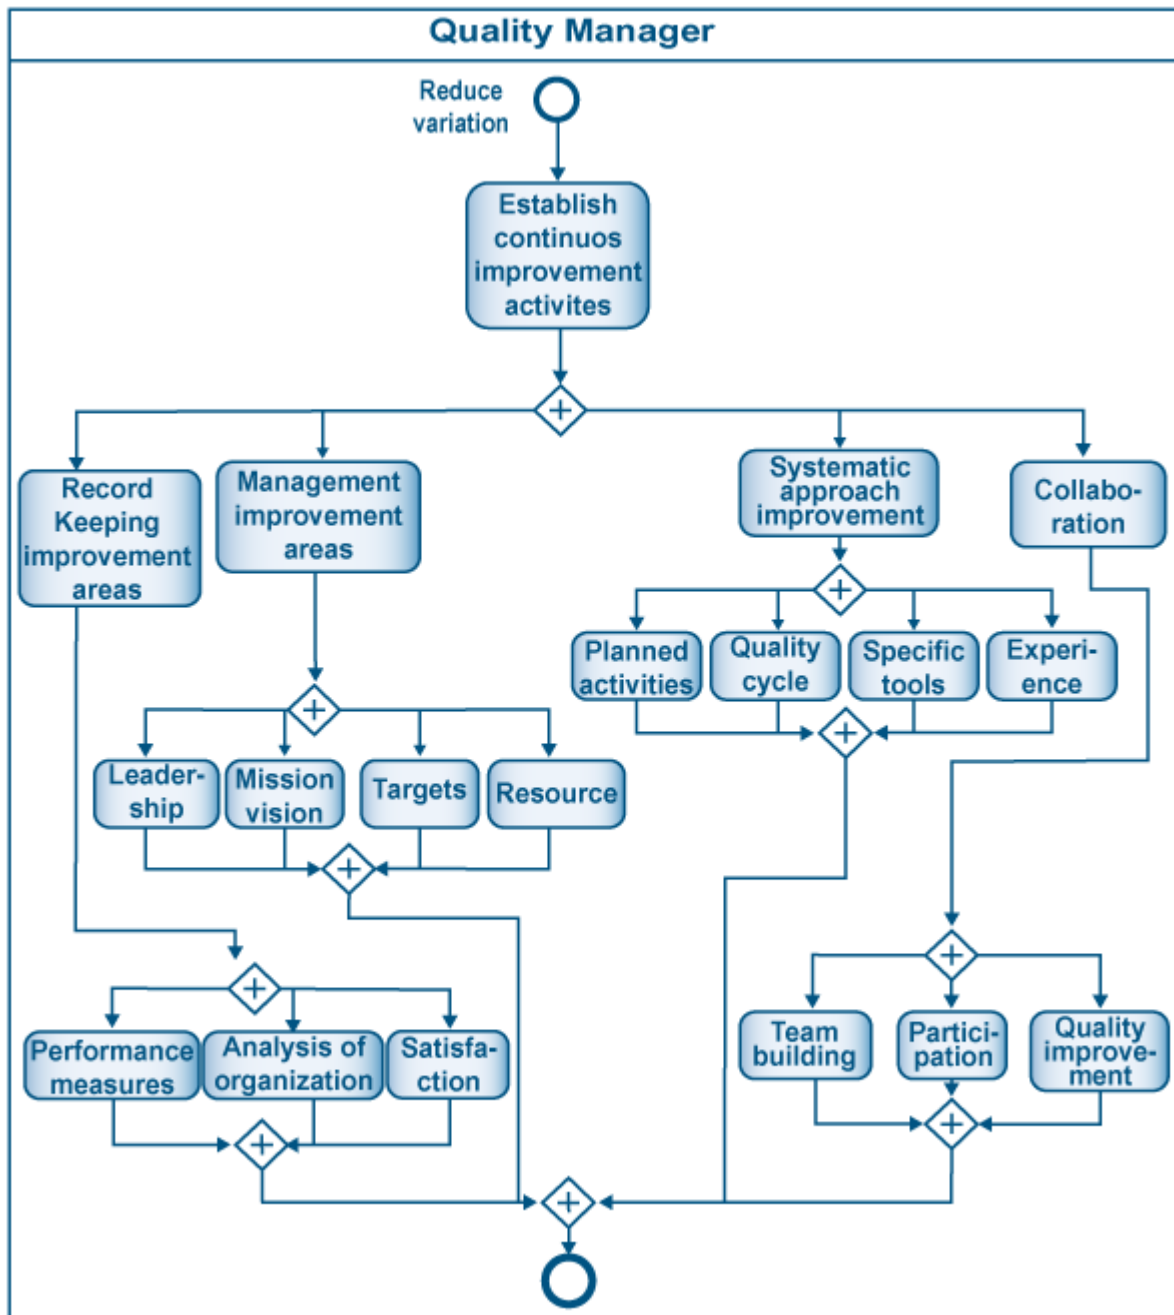 Quality Manager
Reduce
variation
Establish
continuos
improvement
activites
Record
Keeping
improvement
areas
Management
improvement
areas
Systematic
approach
improvement
Collabo-
ration
Planned
activities
Quality
cycle
Specific
tools
Experi-
ence
Leader-
ship
Mission
vision
Targets
Resource
Performance
measures
Analysis of
organization
Satisfa-
ction
Team
building
Partici-
pation
Quality
improve-
ment